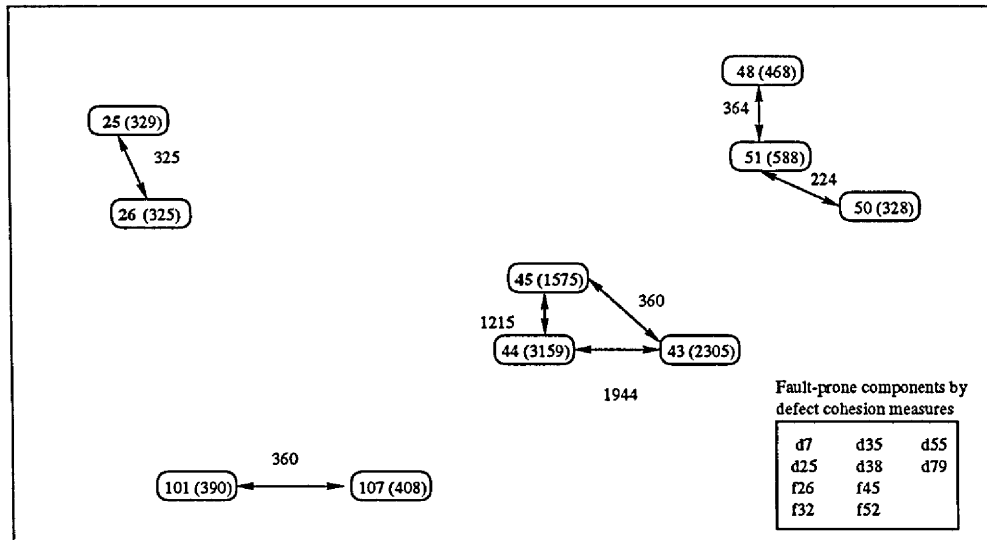 48 (468)
364
25 (329)
325
51 (588)
224
26 (325)
50 (328)
45 (1575)
360
1215
44 (3159)
43 (2305)
1944
Fault-prone components by
defect cohesion measures
d7 d35 d55
d25 d38 d79
f26 f45
f32 f52
360
101 (390)
107 (408)